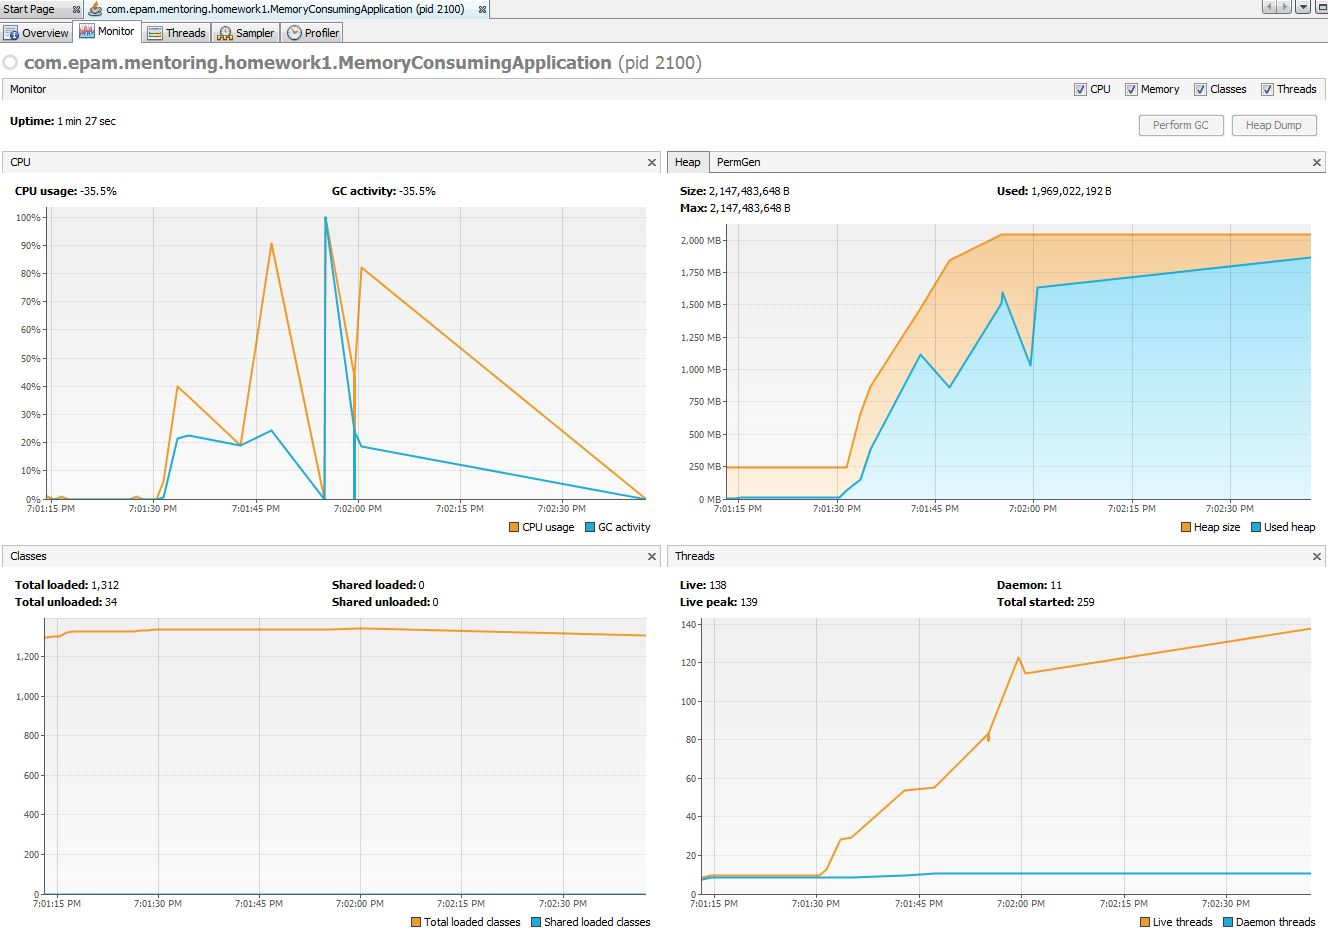 Start Page
com.epam.mentoring.homework1.MemoryConsumingApplication (pid 2100)
Overview Monitor Threads Sampler Profiler
com.epam.mentoring.homework1.MemoryConsumingApplication (pid 2100)
Monitor
CPU Memory Classes Threads
Uptime: 1 min 27 sec
Perform GC Heap Dump
CPU
CPU usage: -35.5% GC activity: -35.5%
100%
90%
80%
70%
60%
50%
40%
30%
20%
10%
0%
7:01:15 PM 7:01:30 PM 7:01:45 PM 7:02:00 PM 7:02:15 PM 7:02:30 PM
CPU usage GC activity
Heap PermGen
Size: 2,147,483,648 B Used: 1,969,022,192 B
Max: 2,147,483,648 B
2,000 MB
1,750 MB
1,500 MB
1,250 MB
1,000 MB
750 MB
500 MB
250 MB
0 MB
7:01:15 PM 7:01:30 PM 7:01:45 PM 7:02:00 PM 7:02:15 PM 7:02:30 PM
Heap size Used heap
Classes
Total loaded: 1,312 Shared loaded: 0
Total unloaded: 34 Shared unloaded: 0
1,200
1,000
800
600
400
200
0
7:01:15 PM 7:01:30 PM 7:01:45 PM 7:02:00 PM 7:02:15 PM 7:02:30 PM
Total loaded classes Shared loaded classes
Threads
Live: 138 Daemon: 11
Live peak: 139 Total started: 259
140
120
100
80
60
40
20
0
7:01:15 PM 7:01:30 PM 7:01:45 PM 7:02:00 PM 7:02:15 PM 7:02:30 PM
Live threads Daemon threads